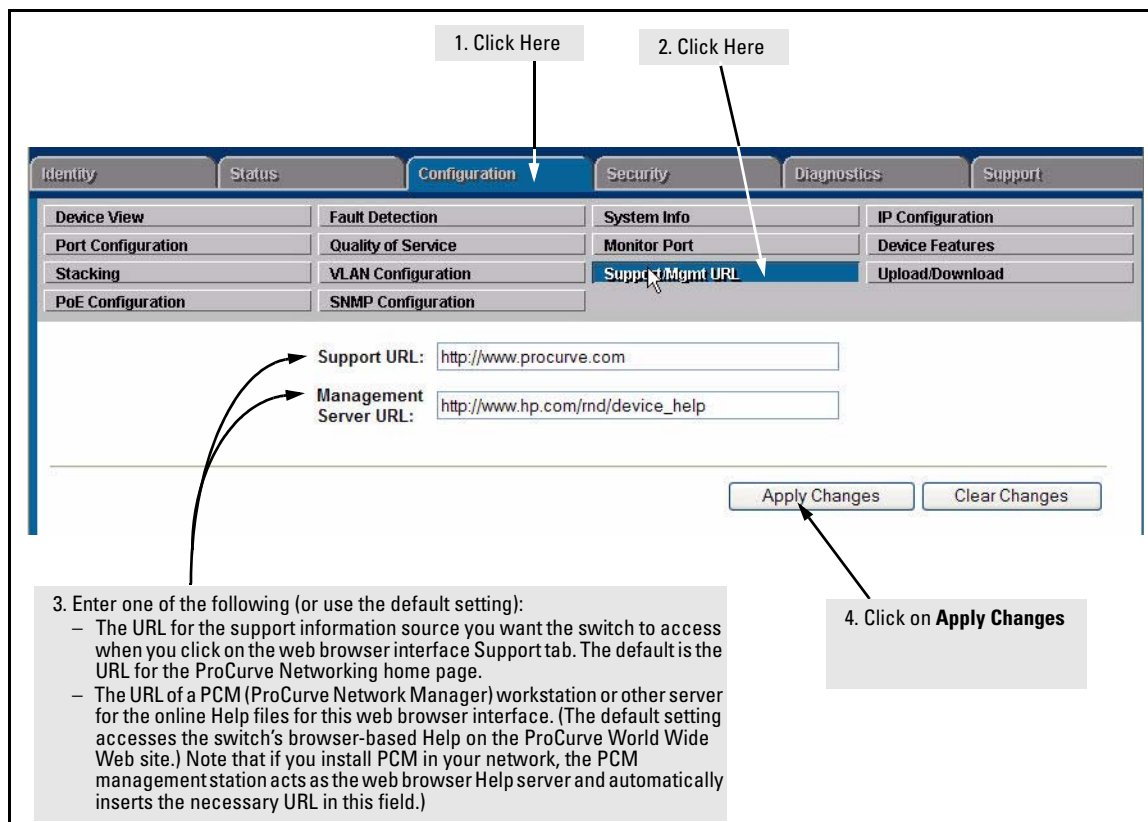 1. Click Here
2. Click Here
Identity
Status
Configuration
Security
Diagnostics
Support
Device View
Fault Detection
System Info
IP Configuration
Port Configuration
Quality of Service
Monitor Port
Device Features
Stacking
VLAN Configuration
Support/Mgmt URL
Upload/Download
PoE Configuration
SNMP Configuration
Support URL:
http://www.procurve.com
Management
Server URL:
http://www.hp.com/rnd/device_help
Apply Changes
Clear Changes
3. Enter one of the following (or use the default setting):
– The URL for the support information source you want the switch to access
when you click on the web browser interface Support tab. The default is the
URL for the ProCurve Networking home page.
– The URL of a PCM (ProCurve Network Manager) workstation or other server
for the online Help files for this web browser interface. (The default setting
accesses the switch's browser-based Help on the ProCurve World Wide
Web site.) Note that if you install PCM in your network, the PCM
management station acts as the web browser Help server and automatically
inserts the necessary URL in this field.)
4. Click on Apply Changes